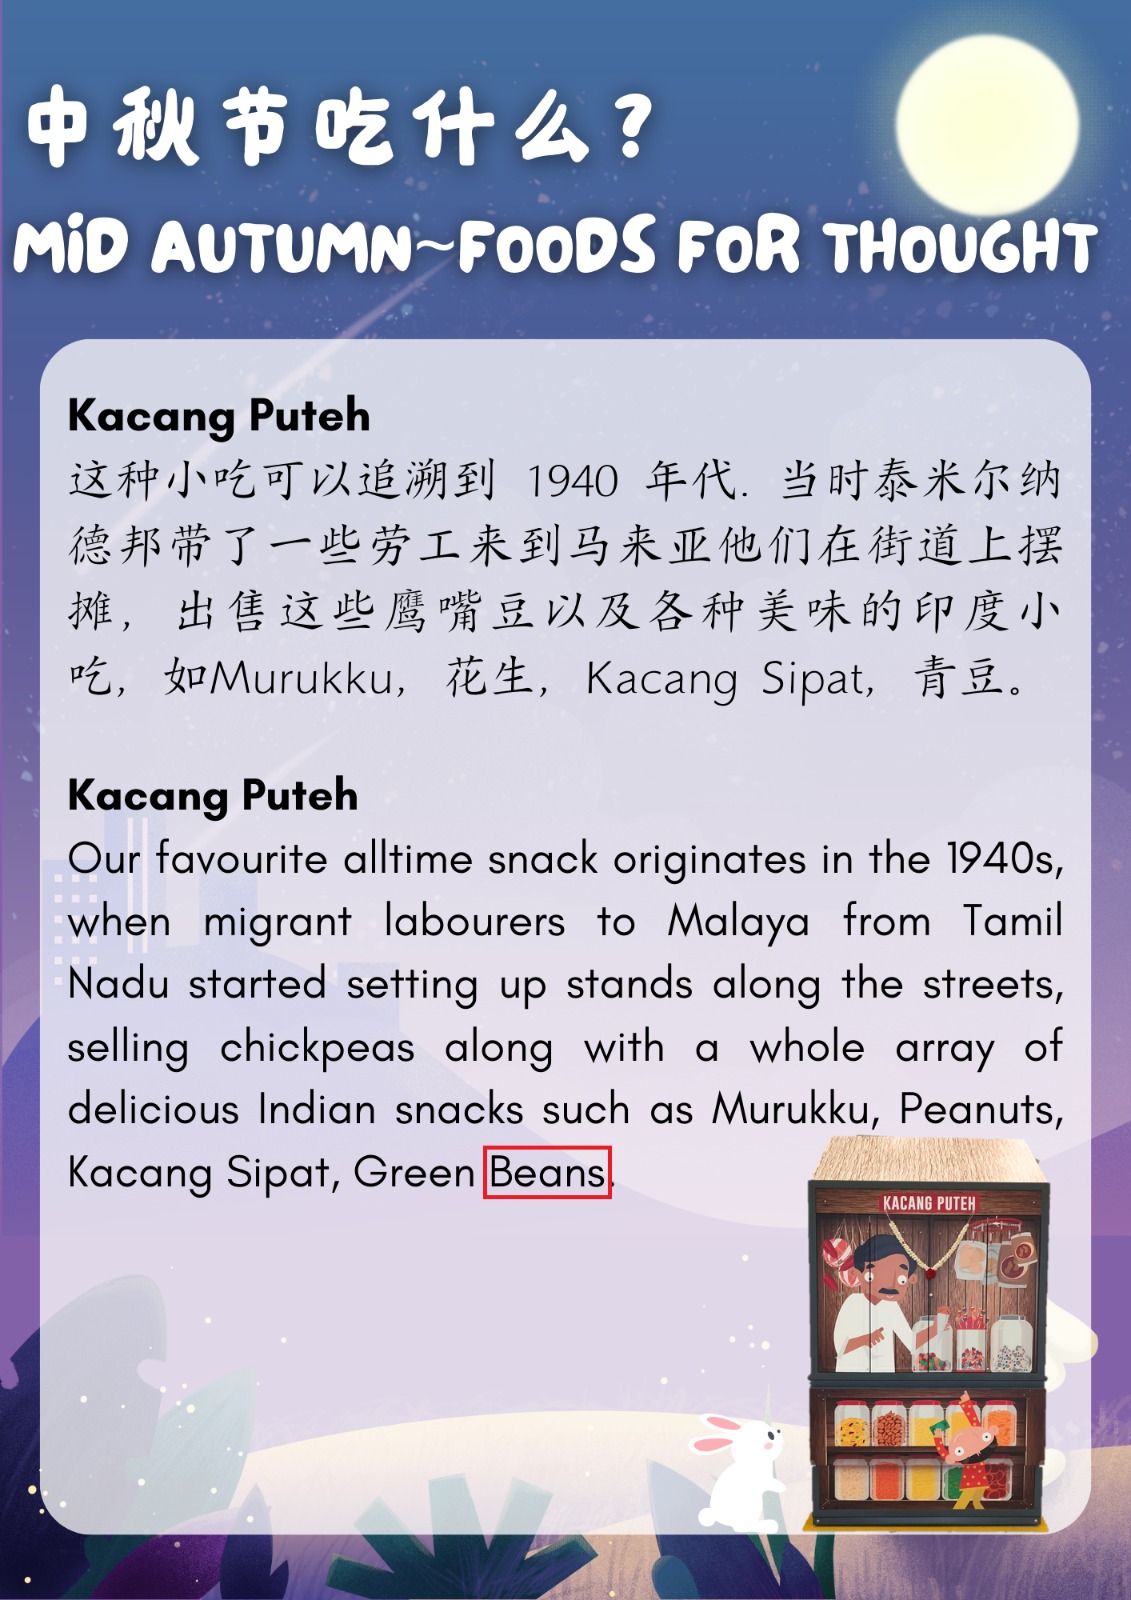 中秋节吃什么?
MiD AUTUMN~FOODS FOR THOUGHT
Kacang Puteh
这种小吃可以追溯到 1940 年代. 当时泰米尔纳
德邦带了一些劳工来到马来亚他们在街道上摆
摊, 出售这些鹰嘴豆以及各种美味的印度小
吃, 如Murukku, 花生, Kacang Sipat, 青豆。
Kacang Puteh
Our favourite alltime snack originates in the 1940s,
when migrant labourers to Malaya from Tamil
Nadu started setting up stands along the streets,
selling chickpeas along with a whole array of
delicious Indian snacks such as Murukku, Peanuts,
Kacang Sipat, Green Beans.
KACANG PUTEH